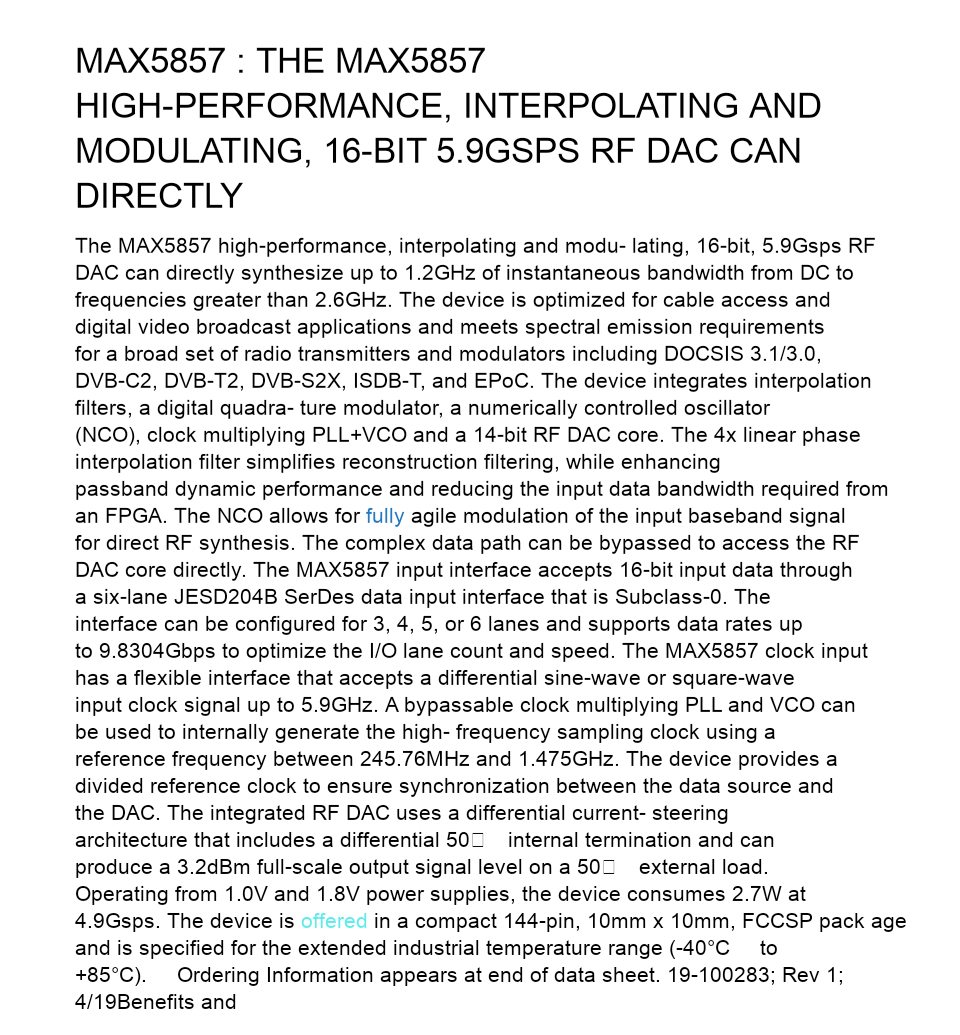 MAX5857 : THE MAX5857
HIGH-PERFORMANCE, INTERPOLATING AND
MODULATING, 16-BIT 5.9GSPS RF DAC CAN
DIRECTLY
The MAX5857 high-performance, interpolating and modu- lating, 16-bit, 5.9Gsps RF
DAC can directly synthesize up to 1.2GHz of instantaneous bandwidth from DC to
frequencies greater than 2.6GHz. The device is optimized for cable access and
digital video broadcast applications and meets spectral emission requirements
for a broad set of radio transmitters and modulators including DOCSIS 3.1/3.0,
DVB-C2, DVB-T2, DVB-S2X, ISDB-T, and EPoC. The device integrates interpolation
filters, a digital quadra- ture modulator, a numerically controlled oscillator
(NCO), clock multiplying PLL+VCO and a 14-bit RF DAC core. The 4x linear phase
interpolation filter simplifies reconstruction filtering, while enhancing
passband dynamic performance and reducing the input data bandwidth required from
an FPGA. The NCO allows for fully agile modulation of the input baseband signal
for direct RF synthesis. The complex data path can be bypassed to access the RF
DAC core directly. The MAX5857 input interface accepts 16-bit input data through
a six-lane JESD204B SerDes data input interface that is Subclass-0. The
interface can be configured for 3, 4, 5, or 6 lanes and supports data rates up
to 9.8304Gbps to optimize the I/O lane count and speed. The MAX5857 clock input
has a flexible interface that accepts a differential sine-wave or square-wave
input clock signal up to 5.9GHz. A bypassable clock multiplying PLL and VCO can
be used to internally generate the high- frequency sampling clock using a
reference frequency between 245.76MHz and 1.475GHz. The device provides a
divided reference clock to ensure synchronization between the data source and
the DAC. The integrated RF DAC uses a differential current- steering
architecture that includes a differential 50□ internal termination and can
produce a 3.2dBm full-scale output signal level on a 50□ external load.
Operating from 1.0V and 1.8V power supplies, the device consumes 2.7W at
4.9Gsps. The device is offered in a compact 144-pin, 10mm x 10mm, FCCSP pack age
and is specified for the extended industrial temperature range (-40°C to
+85°C). Ordering Information appears at end of data sheet. 19-100283; Rev 1;
4/19Benefits and